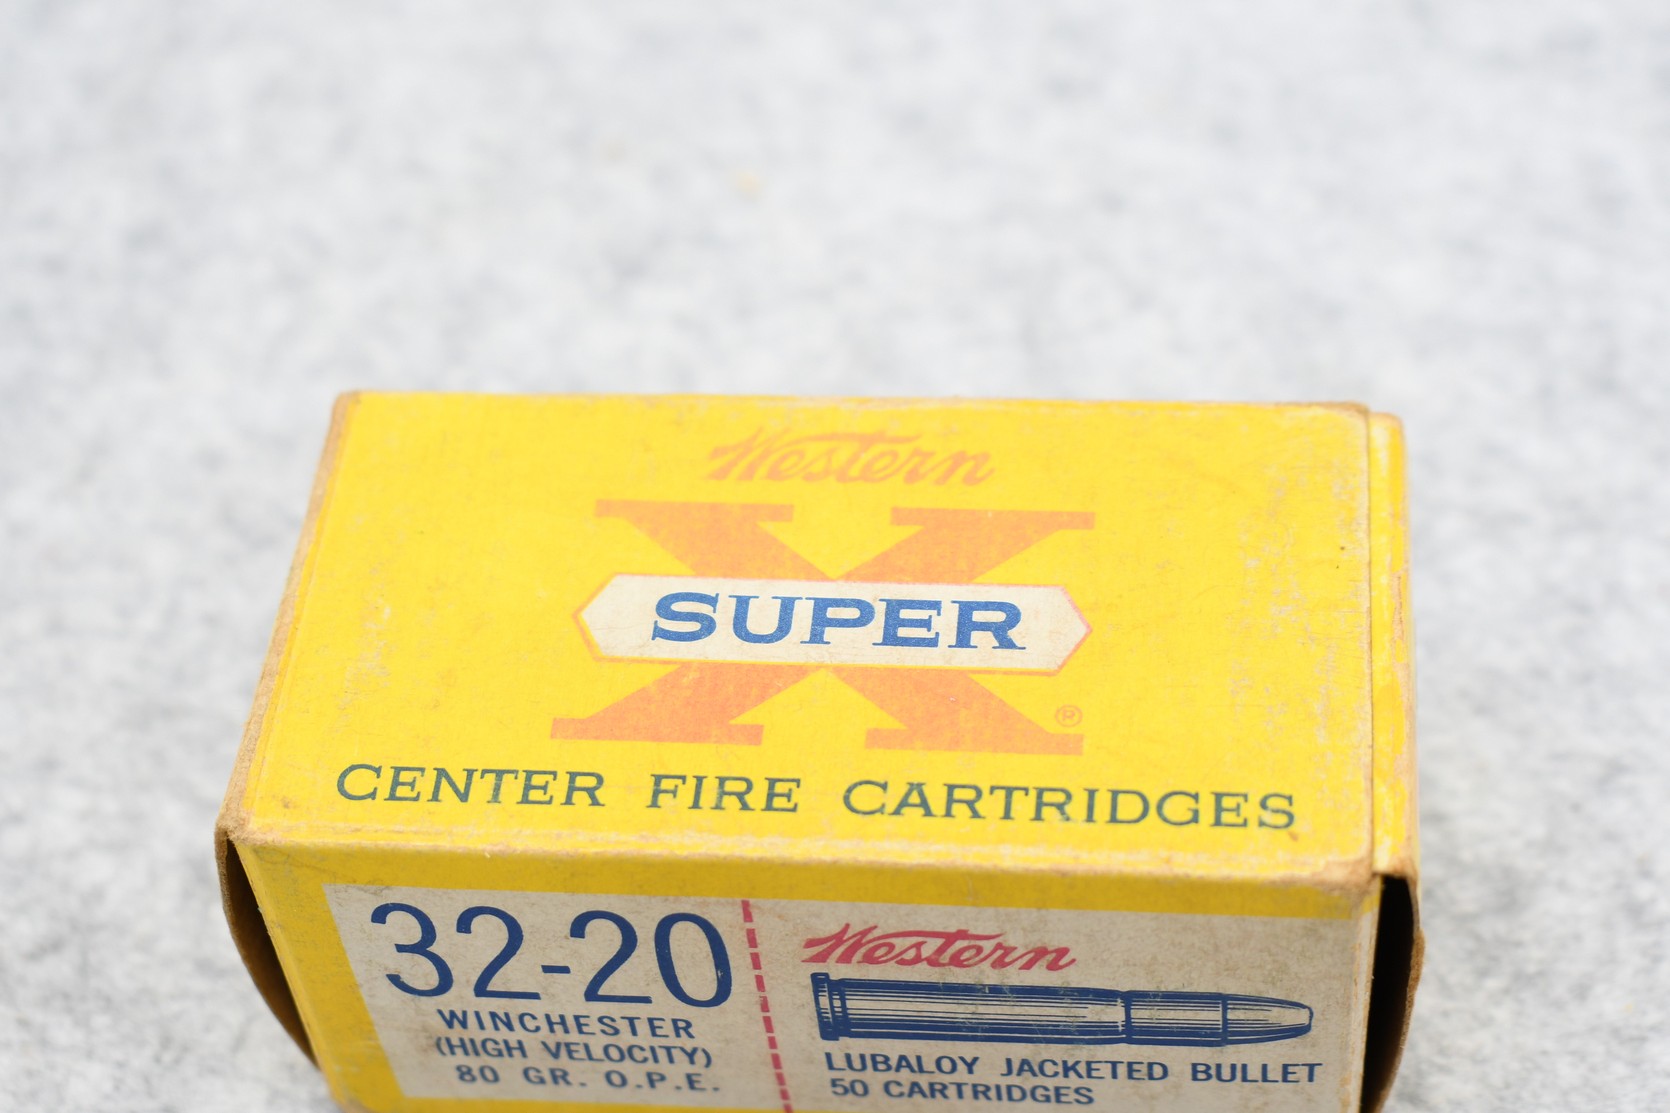 Western
X
SUPER
®
CENTER FIRE CARTRIDGES
32-20
WINCHESTER
(HIGH VELOCITY)
80 GR. O.P.E.
Western
LUBALOY JACKETED BULLET
50 CARTRIDGES